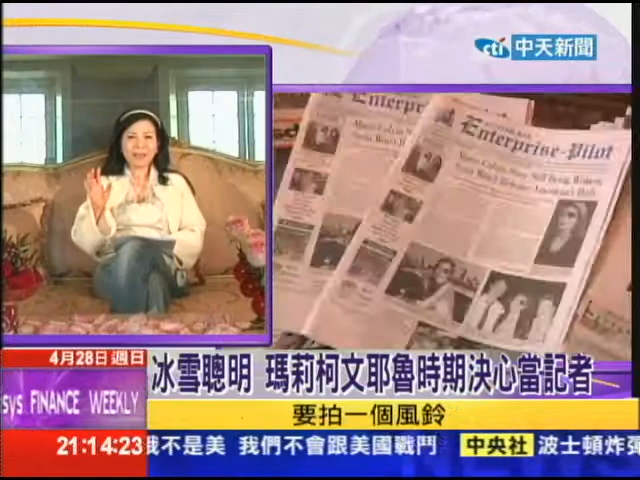 cti 中天新聞
Enterprise
Enterprise-Pilot
4月28日 週日
冰雪聰明 瑪莉柯文耶魯時期決心當記者
sys FINANCE WEEKLY
要拍一個風鈴
21:14:23
我不是美 我們不會跟美國戰鬥 中央社 波士頓炸彈